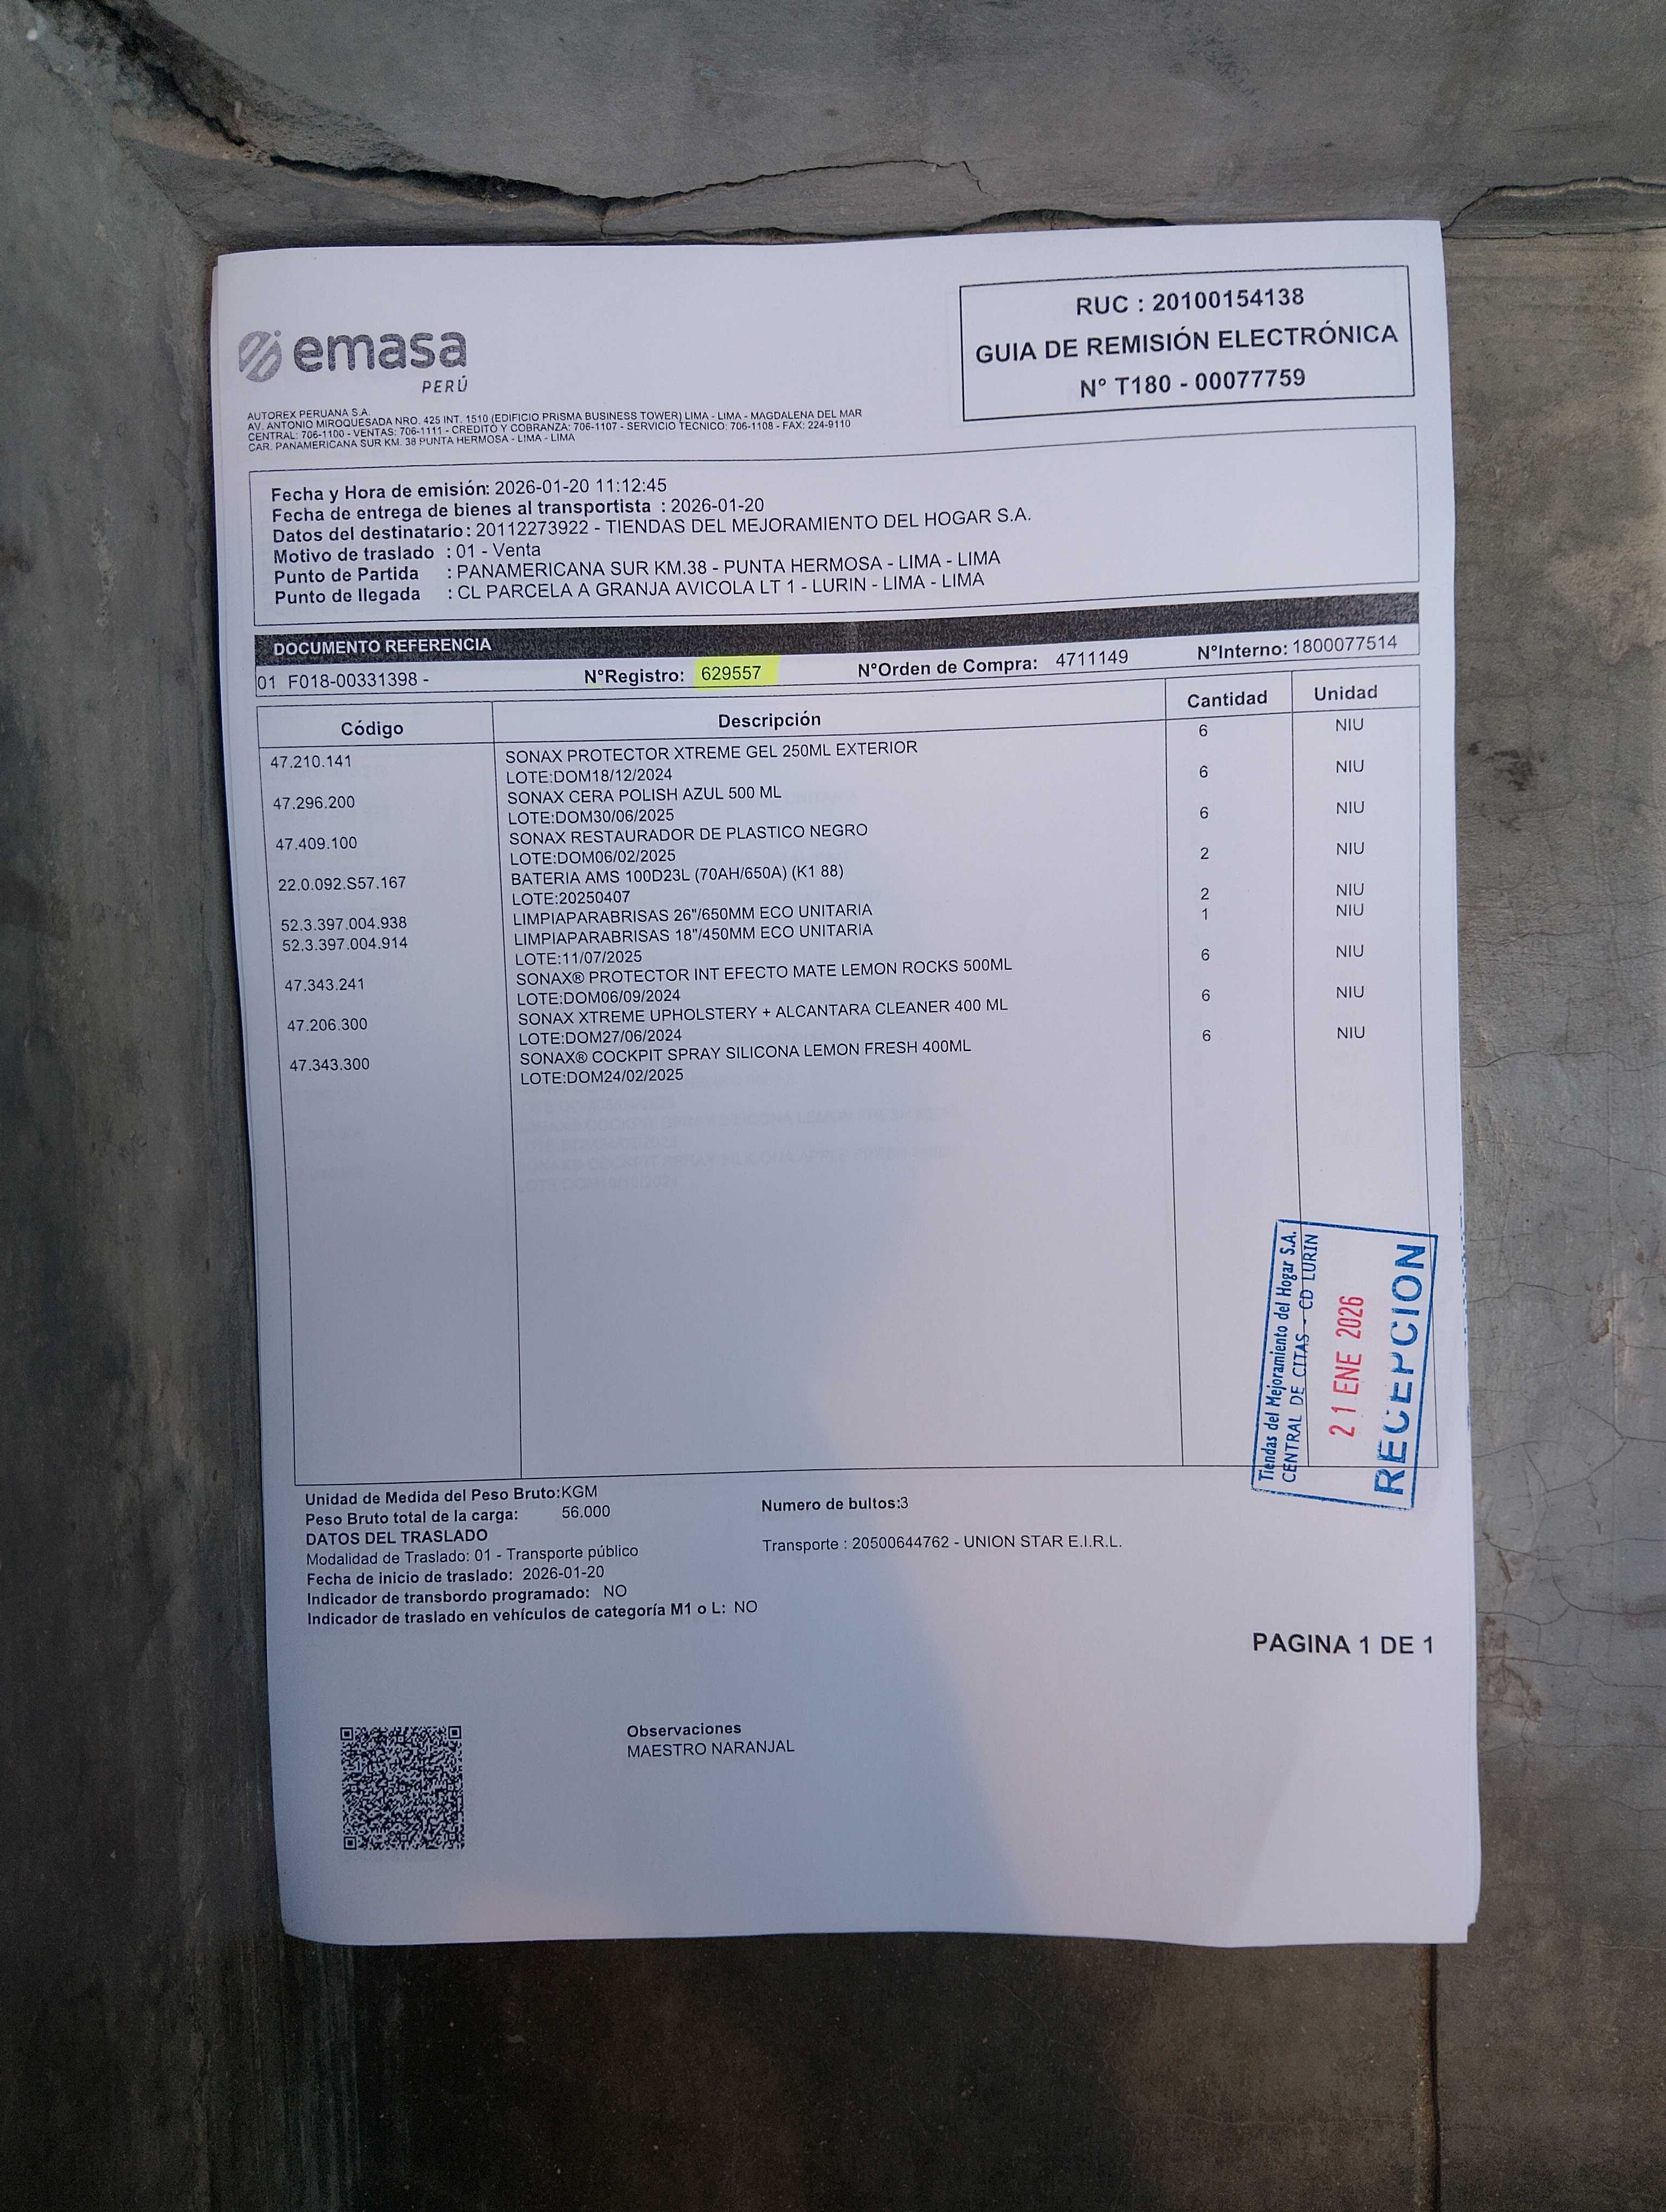 emasa
PERÚ
RUC : 20100154138
GUIA DE REMISIÓN ELECTRÓNICA
Nº T180 - 00077759
AUTOREX PERUANA S.A.
AV. ANTONIO MIROQUESADA NRO. 425 INT. 1510 (EDIFICIO PRISMA BUSINESS TOWER) LIMA - LIMA - MAGDALENA DEL MAR
CENTRAL: 706-1100 - VENTAS: 706-1111 - CREDITO Y COBRANZA: 706-1107 - SERVICIO TECNICO: 706-1108 - FAX: 224-9110
CAR. PANAMERICANA SUR KM. 38 PUNTA HERMOSA - LIMA - LIMA
Fecha y Hora de emisión: 2026-01-20 11:12:45
Fecha de entrega de bienes al transportista : 2026-01-20
Datos del destinatario: 20112273922 - TIENDAS DEL MEJORAMIENTO DEL HOGAR S.A.
Motivo de traslado : 01 - Venta
Punto de Partida : PANAMERICANA SUR KM.38 - PUNTA HERMOSA - LIMA - LIMA
Punto de llegada : CL PARCELA A GRANJA AVICOLA LT 1 - LURIN - LIMA - LIMA
DOCUMENTO REFERENCIA
01 F018-00331398 - NºRegistro: 629557 NºOrden de Compra: 4711149 NºInterno: 1800077514
Código Descripción Cantidad Unidad
47.210.141 SONAX PROTECTOR XTREME GEL 250ML EXTERIOR 6 NIU
LOTE:DOM18/12/2024
47.296.200 SONAX CERA POLISH AZUL 500 ML 6 NIU
LOTE:DOM30/06/2025
47.409.100 SONAX RESTAURADOR DE PLASTICO NEGRO 6 NIU
LOTE:DOM06/02/2025
22.0.092.S57.167 BATERIA AMS 100D23L (70AH/650A) (K1 88) 2 NIU
LOTE:20250407
52.3.397.004.938 LIMPIAPARABRISAS 26"/650MM ECO UNITARIA 2 NIU
52.3.397.004.914 LIMPIAPARABRISAS 18"/450MM ECO UNITARIA 1 NIU
LOTE:11/07/2025
47.343.241 SONAX® PROTECTOR INT EFECTO MATE LEMON ROCKS 500ML 6 NIU
LOTE:DOM06/09/2024
47.206.300 SONAX XTREME UPHOLSTERY + ALCANTARA CLEANER 400 ML 6 NIU
LOTE:DOM27/06/2024
47.343.300 SONAX® COCKPIT SPRAY SILICONA LEMON FRESH 400ML 6 NIU
LOTE:DOM24/02/2025
Tiendas del Mejoramiento del Hogar S.A.
CENTRAL DE CITAS - CD LURIN
21 ENE 2026
RECEPCION
Unidad de Medida del Peso Bruto:KGM
Peso Bruto total de la carga: 56.000 Numero de bultos:3
DATOS DEL TRASLADO
Modalidad de Traslado: 01 - Transporte público Transporte : 20500644762 - UNION STAR E.I.R.L.
Fecha de inicio de traslado: 2026-01-20
Indicador de transbordo programado: NO
Indicador de traslado en vehículos de categoría M1 o L: NO
PAGINA 1 DE 1
Observaciones
MAESTRO NARANJAL